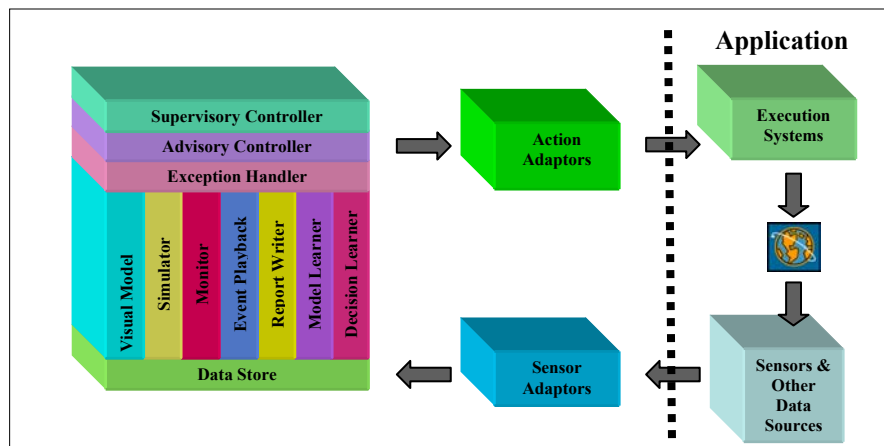 Application
Supervisory Controller
Advisory Controller
Exception Handler
Visual Model
Simulator
Monitor
Event Playback
Report Writer
Model Learner
Decision Learner
Data Store
Action
Adaptors
Execution
Systems
Sensor
Adaptors
Sensors &
Other
Data
Sources